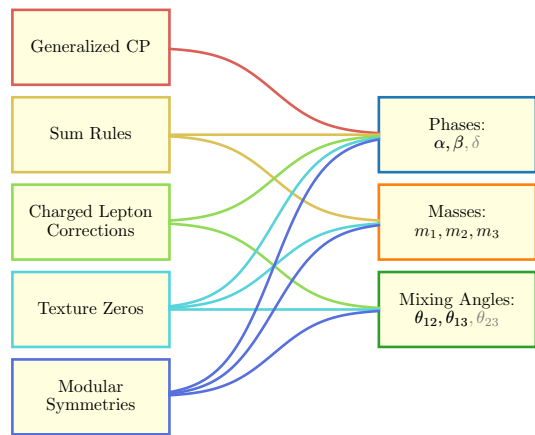 Generalized CP
Sum Rules
Charged Lepton
Corrections
Texture Zeros
Modular
Symmetries
Phases:
α, β, δ
Masses:
m₁, m₂, m₃
Mixing Angles:
θ₁₂, θ₁₃, θ₂₃